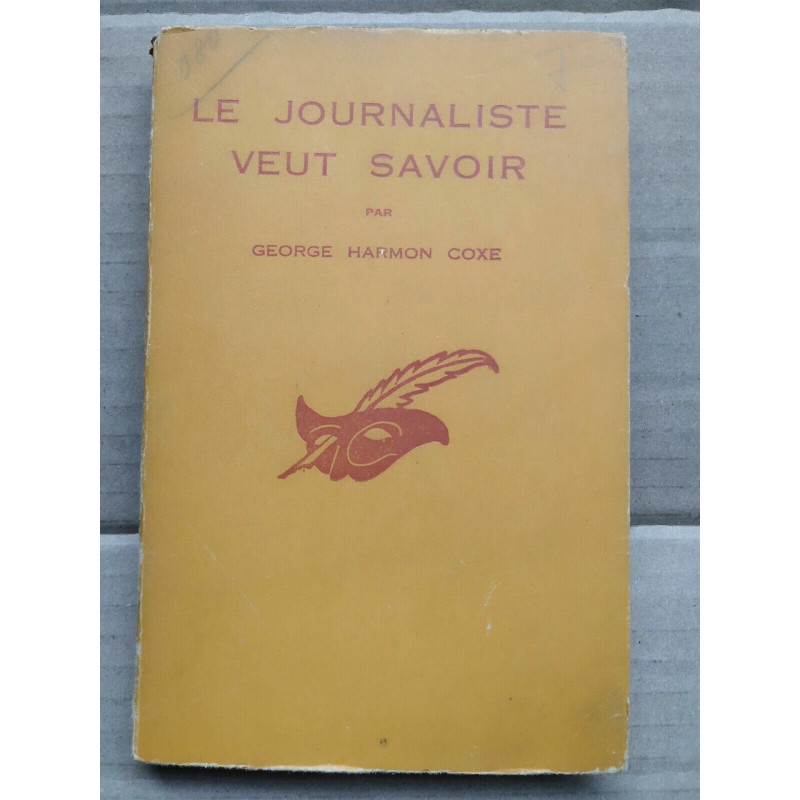 LE JOURNALISTE
VEUT SAVOIR
PAR
GEORGE HARMON COXE